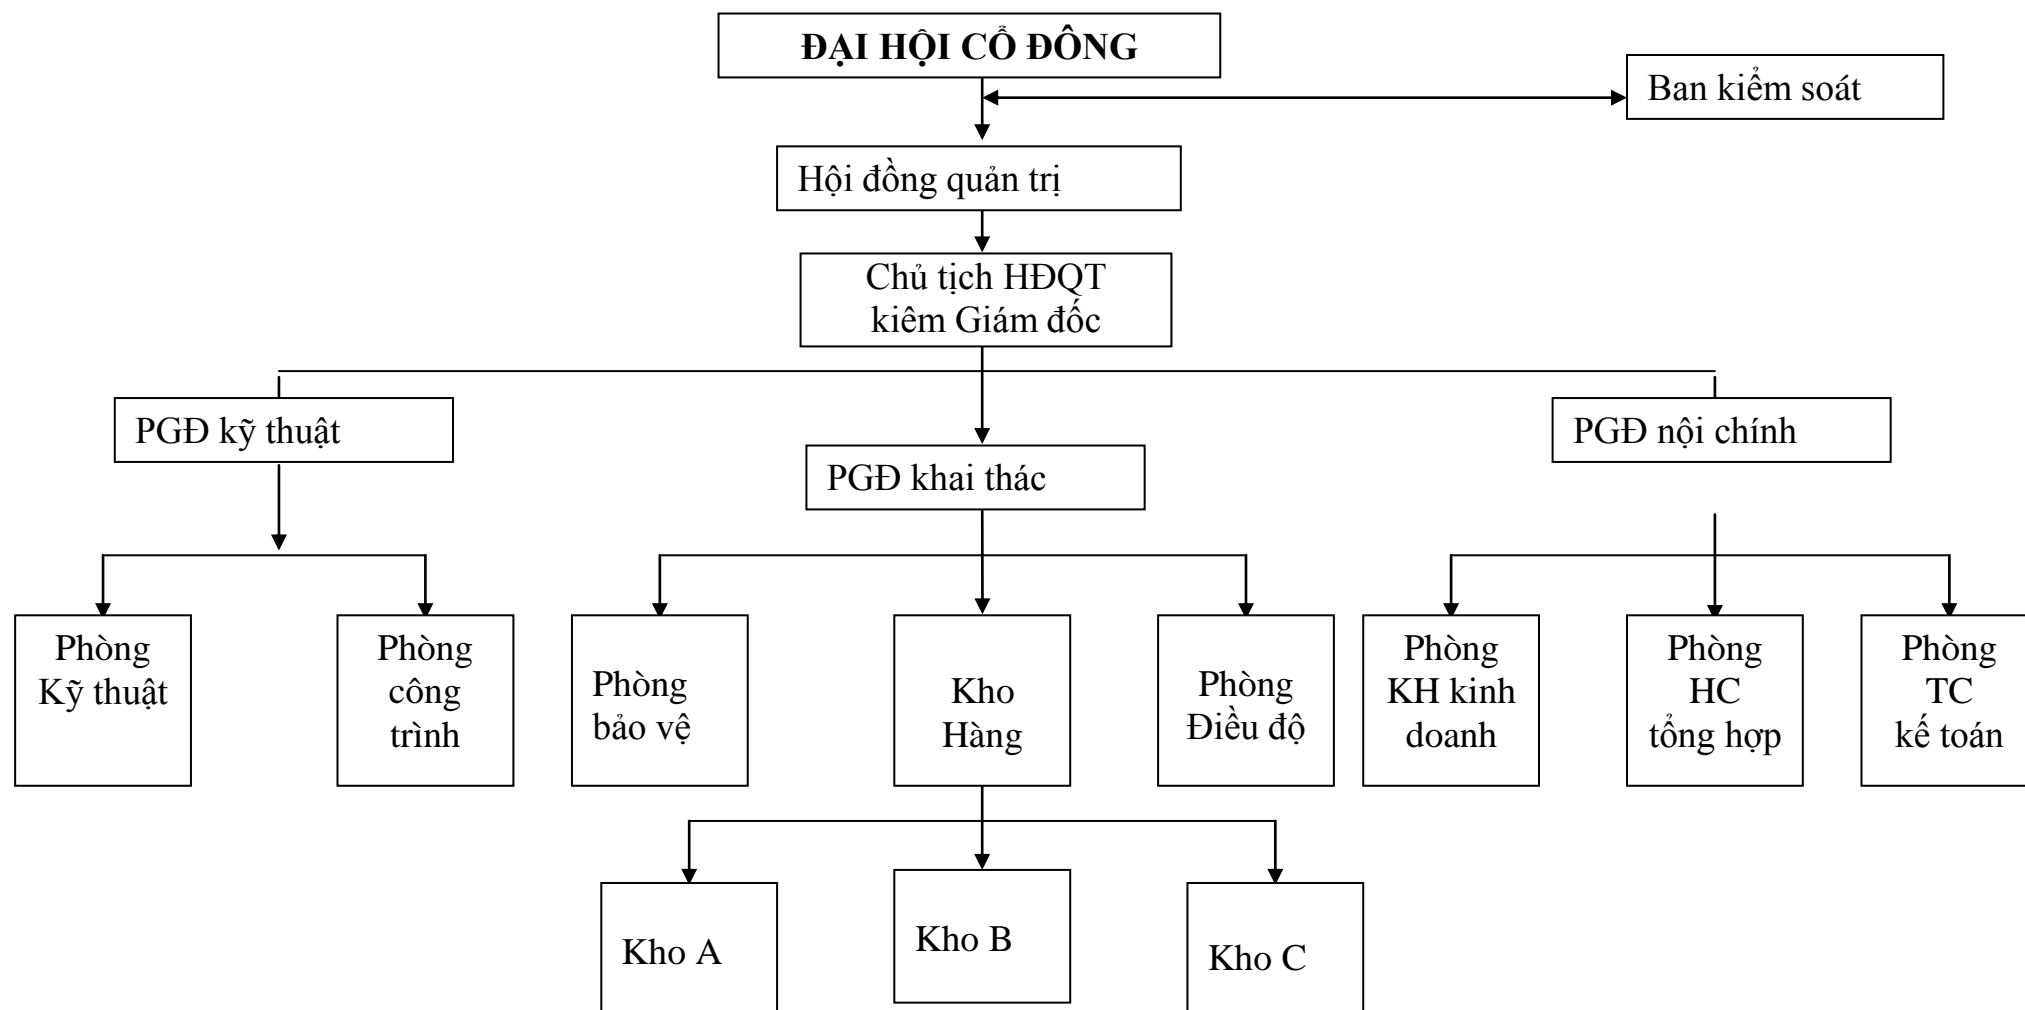 ĐẠI HỘI CỔ ĐÔNG
Ban kiểm soát
Hội đồng quản trị
Chủ tịch HĐQT
kiêm Giám đốc
PGĐ kỹ thuật
PGĐ khai thác
PGĐ nội chính
Phòng
Kỹ thuật
Phòng
công
trình
Phòng
bảo vệ
Kho
Hàng
Phòng
Điều độ
Phòng
KH kinh
doanh
Phòng
HC
tổng hợp
Phòng
TC
kế toán
Kho A
Kho B
Kho C